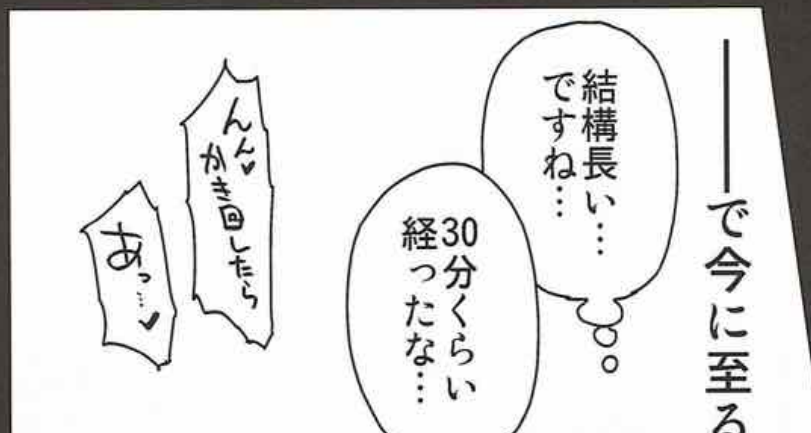 ――で今に至る
結構長い…
ですね…
30分くらい
経ったな…
んん♥
かき回したら
あっ…♥